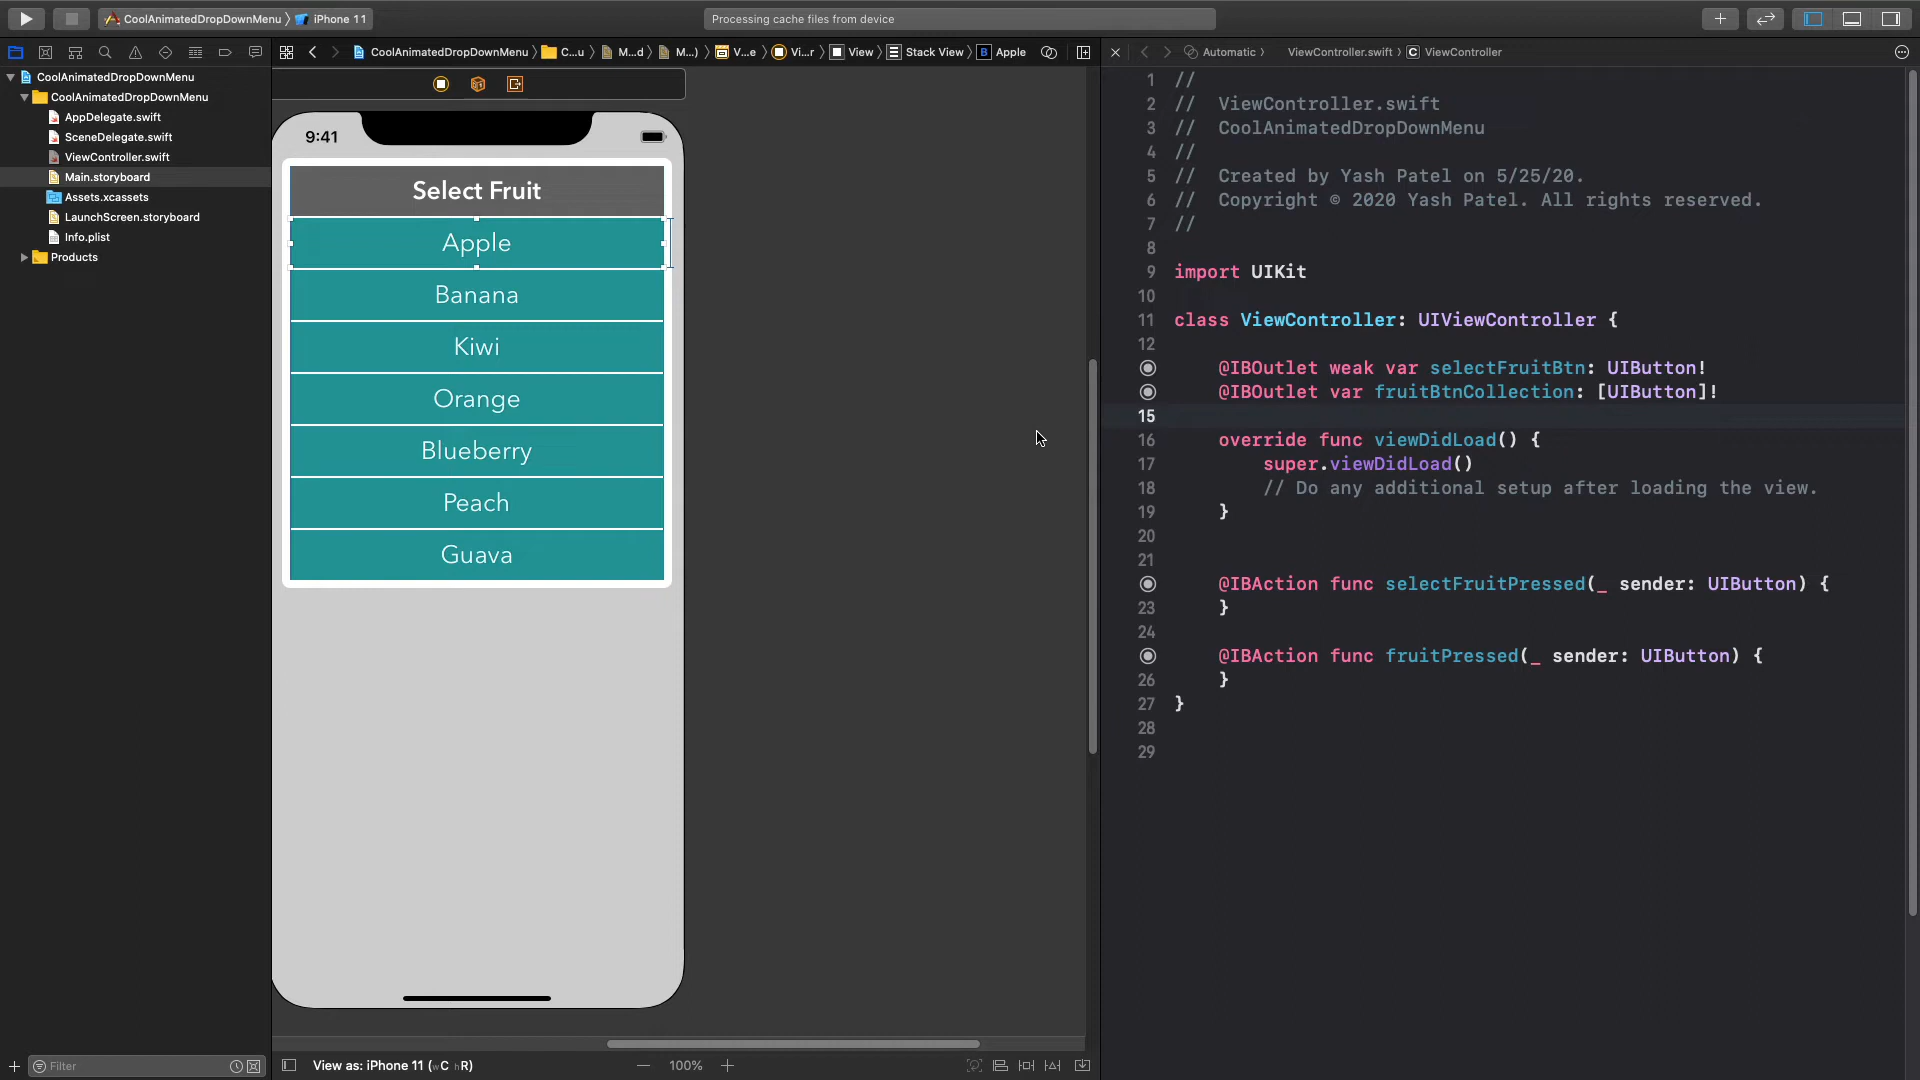 CoolAnimatedDropDownMenu 〉 iPhone 11
Processing cache files from device
CoolAnimatedDropDownMenu 〉 C...u 〉 M...d 〉 M...) 〉 V...e 〉 Vi...r 〉 View 〉 Stack View 〉 B Apple
Automatic 〉 ViewController.swift 〉 C ViewController
CoolAnimatedDropDownMenu
CoolAnimatedDropDownMenu
AppDelegate.swift
SceneDelegate.swift
ViewController.swift
Main.storyboard
Assets.xcassets
LaunchScreen.storyboard
Info.plist
Products
Filter
9:41
Select Fruit
Apple
Banana
Kiwi
Orange
Blueberry
Peach
Guava
View as: iPhone 11 (wC hR)
100%
1 //
2 // ViewController.swift
3 // CoolAnimatedDropDownMenu
4 //
5 // Created by Yash Patel on 5/25/20.
6 // Copyright © 2020 Yash Patel. All rights reserved.
7 //
8
9 import UIKit
10
11 class ViewController: UIViewController {
12
@IBOutlet weak var selectFruitBtn: UIButton!
@IBOutlet var fruitBtnCollection: [UIButton]!
15
16 override func viewDidLoad() {
17 super.viewDidLoad()
18 // Do any additional setup after loading the view.
19 }
20
21
@IBAction func selectFruitPressed(_ sender: UIButton) {
23 }
24
@IBAction func fruitPressed(_ sender: UIButton) {
26 }
27 }
28
29